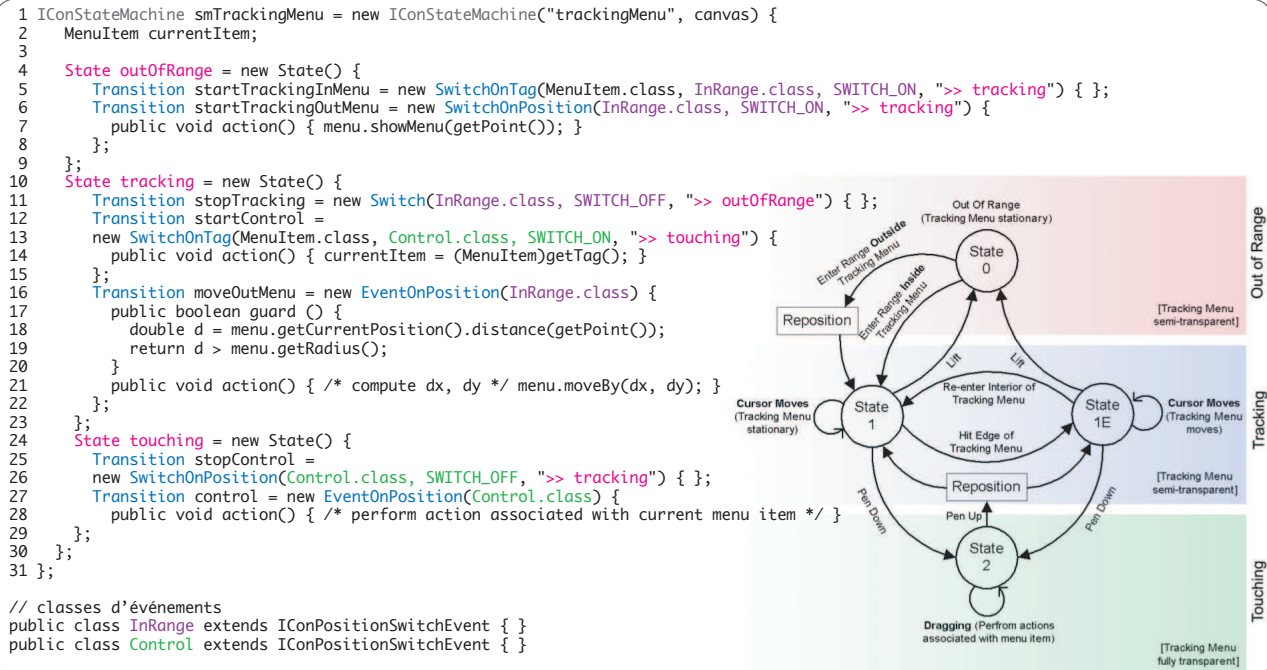 1 IConStateMachine smTrackingMenu = new IConStateMachine("trackingMenu", canvas) {
2 MenuItem currentItem;
3
4 State outOfRange = new State() {
5 Transition startTrackingInMenu = new SwitchOnTag(MenuItem.class, InRange.class, SWITCH_ON, ">> tracking") { };
6 Transition startTrackingOutMenu = new SwitchOnPosition(InRange.class, SWITCH_ON, ">> tracking") {
7 public void action() { menu.showMenu(getPoint()); }
8 };
9 };
10 State tracking = new State() {
11 Transition stopTracking = new Switch(InRange.class, SWITCH_OFF, ">> outOfRange") { };
12 Transition startControl =
13 new SwitchOnTag(MenuItem.class, Control.class, SWITCH_ON, ">> touching") {
14 public void action() { currentItem = (MenuItem)getTag(); }
15 };
16 Transition moveOutMenu = new EventOnPosition(InRange.class) {
17 public boolean guard () {
18 double d = menu.getCurrentPosition().distance(getPoint());
19 return d > menu.getRadius();
20 }
21 public void action() { /* compute dx, dy */ menu.moveBy(dx, dy); }
22 };
23 };
24 State touching = new State() {
25 Transition stopControl =
26 new SwitchOnPosition(Control.class, SWITCH_OFF, ">> tracking") { };
27 Transition control = new EventOnPosition(Control.class) {
28 public void action() { /* perform action associated with current menu item */ }
29 };
30 };
31 };
// classes d'événements
public class InRange extends IConPositionSwitchEvent { }
public class Control extends IConPositionSwitchEvent { }
Out Of Range
(Tracking Menu stationary)
State
0
Enter Range Outside
Tracking Menu
Enter Range Inside
Tracking Menu
Reposition
[Tracking Menu
semi-transparent]
Out of Range
Lift
Lift
Re-enter Interior of
Tracking Menu
Cursor Moves
(Tracking Menu
stationary)
State
1
State
1E
Cursor Moves
(Tracking Menu
moves)
Hit Edge of
Tracking Menu
Reposition
[Tracking Menu
semi-transparent]
Tracking
Pen Down
Pen Up
Pen Down
State
2
Dragging (Perfrom actions
associated with menu item)
[Tracking Menu
fully transparent]
Touching